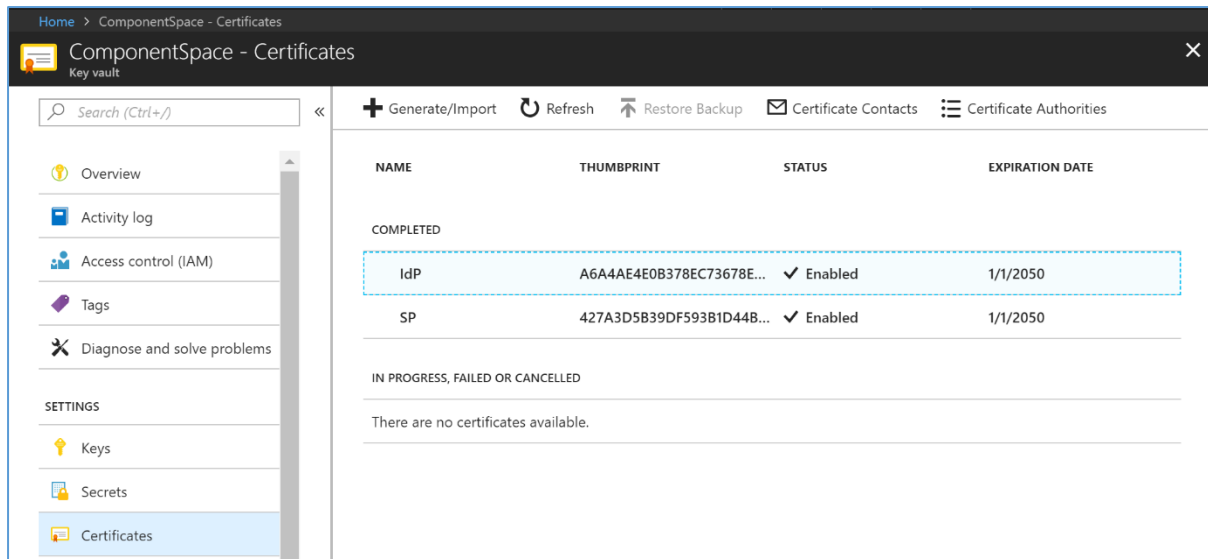 Home > ComponentSpace - Certificates
ComponentSpace - Certificates
Key vault
Search (Ctrl+/)
«
Generate/Import Refresh Restore Backup Certificate Contacts Certificate Authorities
Overview
Activity log
Access control (IAM)
Tags
Diagnose and solve problems
SETTINGS
Keys
Secrets
Certificates
NAME THUMBPRINT STATUS EXPIRATION DATE
COMPLETED
IdP A6A4AE4E0B378EC73678E... Enabled 1/1/2050
SP 427A3D5B39DF593B1D44B... Enabled 1/1/2050
IN PROGRESS, FAILED OR CANCELLED
There are no certificates available.